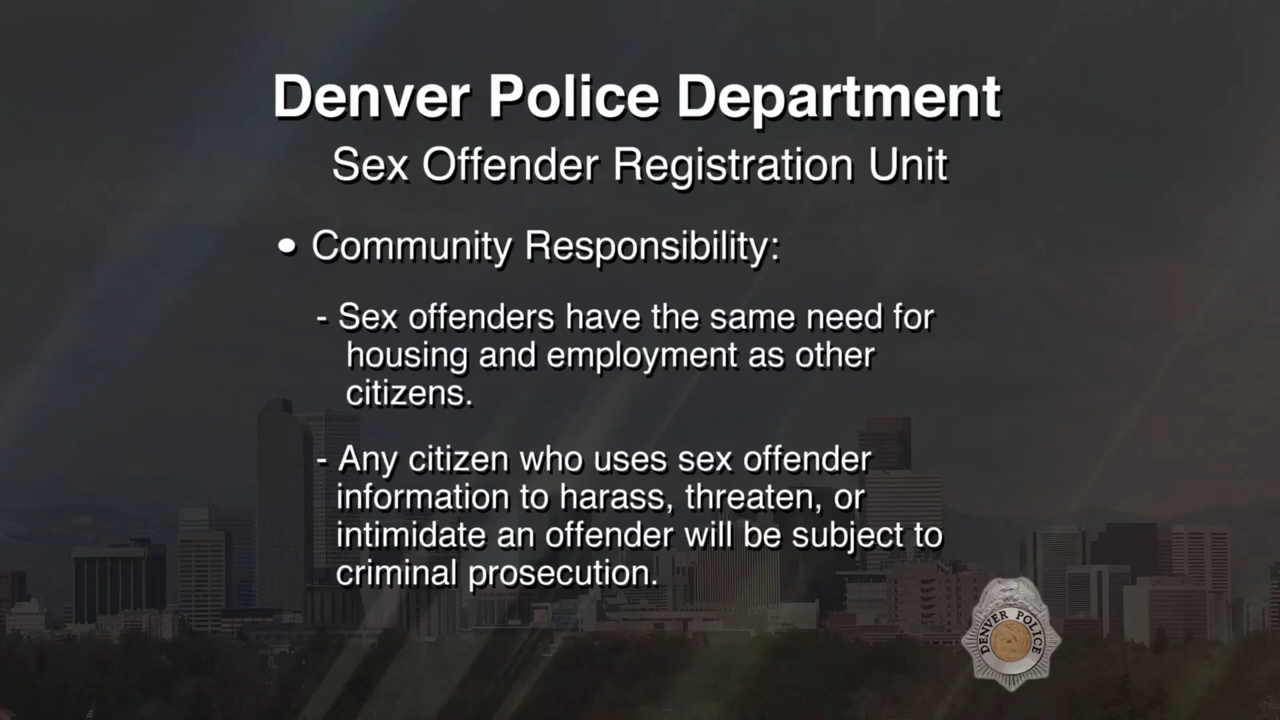 Denver Police Department
Sex Offender Registration Unit
• Community Responsibility:
- Sex offenders have the same need for
housing and employment as other
citizens.
- Any citizen who uses sex offender
information to harass, threaten, or
intimidate an offender will be subject to
criminal prosecution.
DENVER POLICE